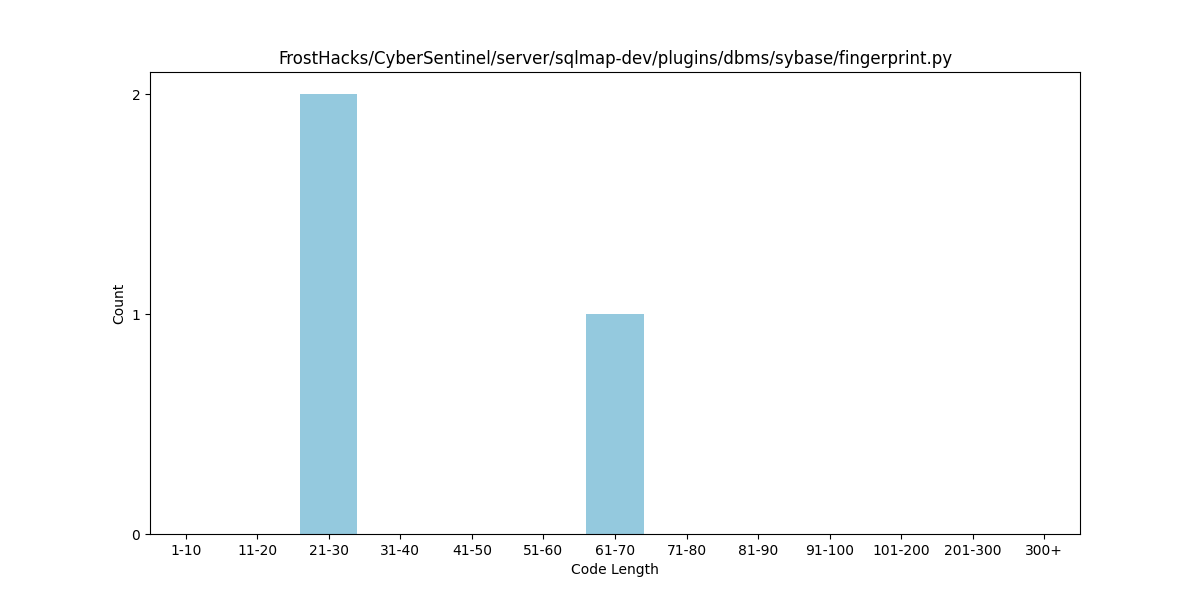 FrostHacks/CyberSentinel/server/sqlmap-dev/plugins/dbms/sybase/fingerprint.py
2
1
0
Count
1-10 11-20 21-30 31-40 41-50 51-60 61-70 71-80 81-90 91-100 101-200 201-300 300+
Code Length